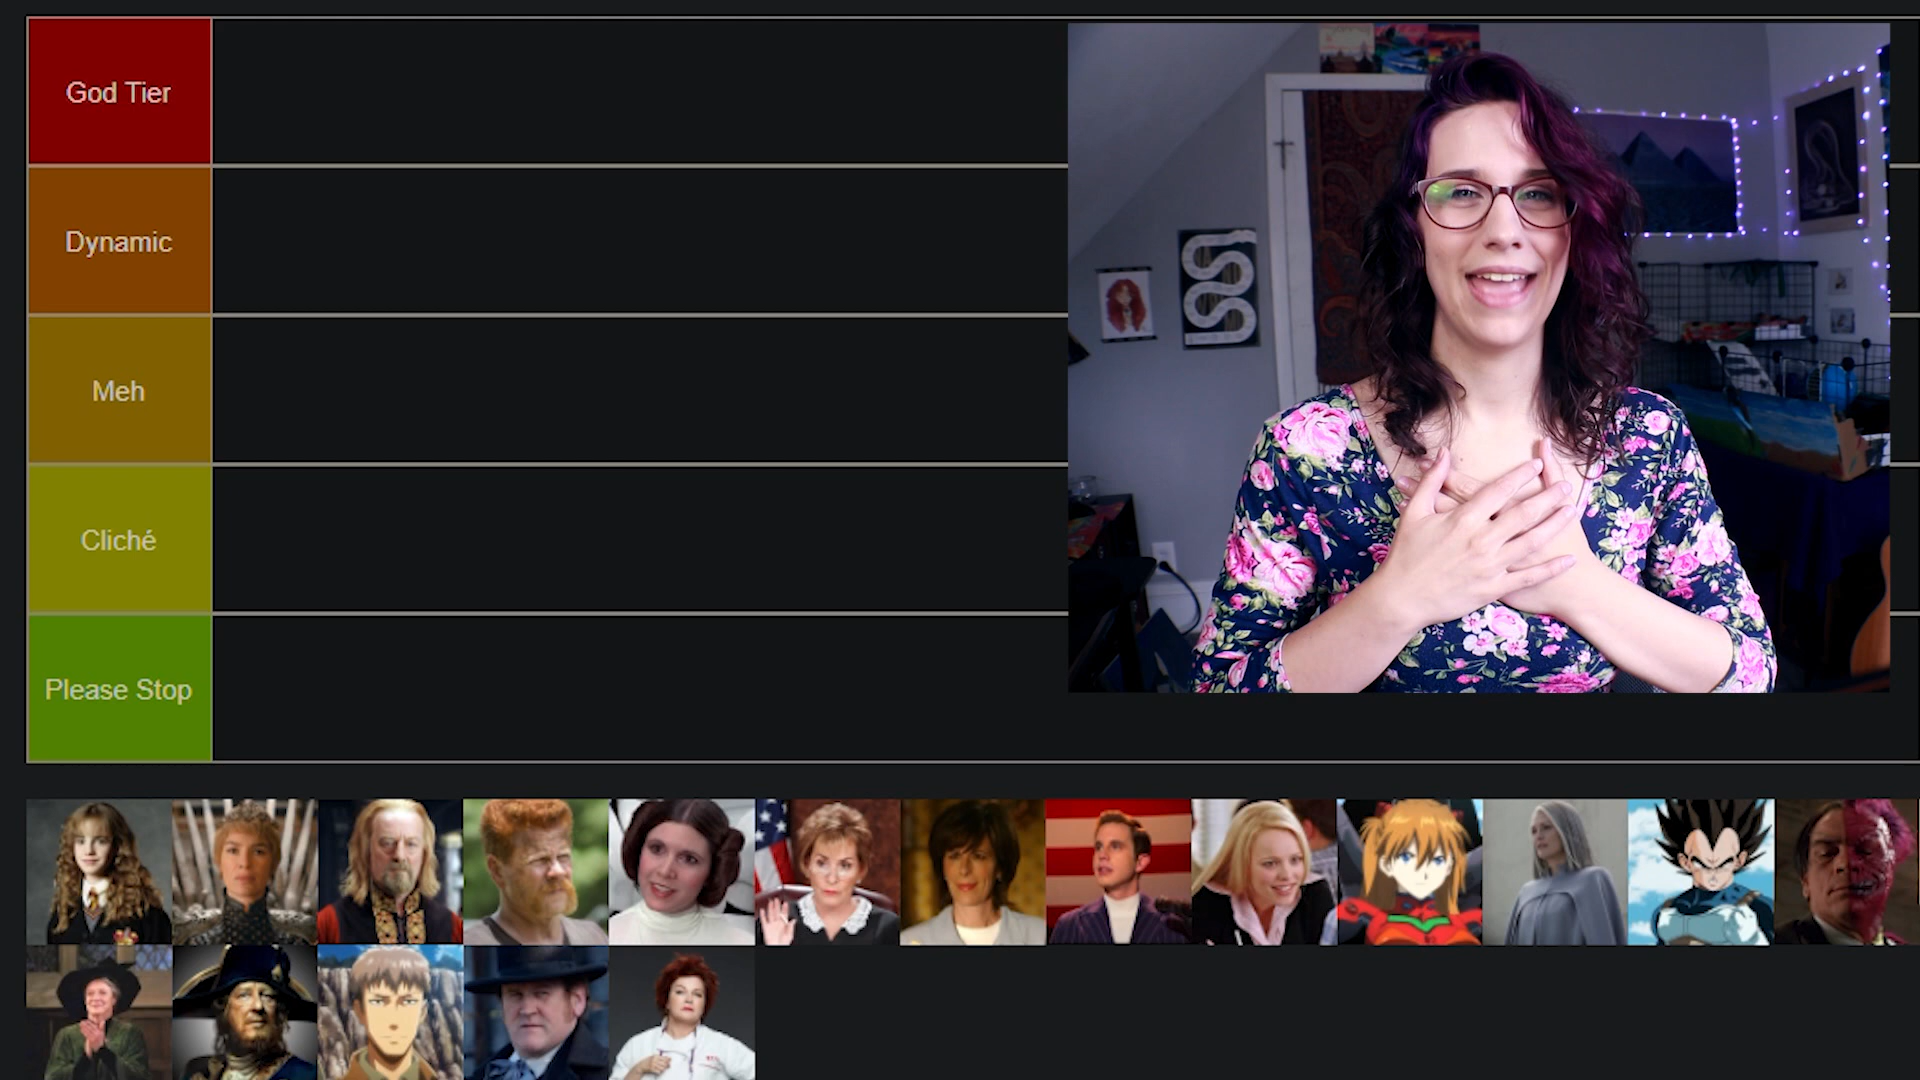 God Tier
Dynamic
Meh
Cliché
Please Stop